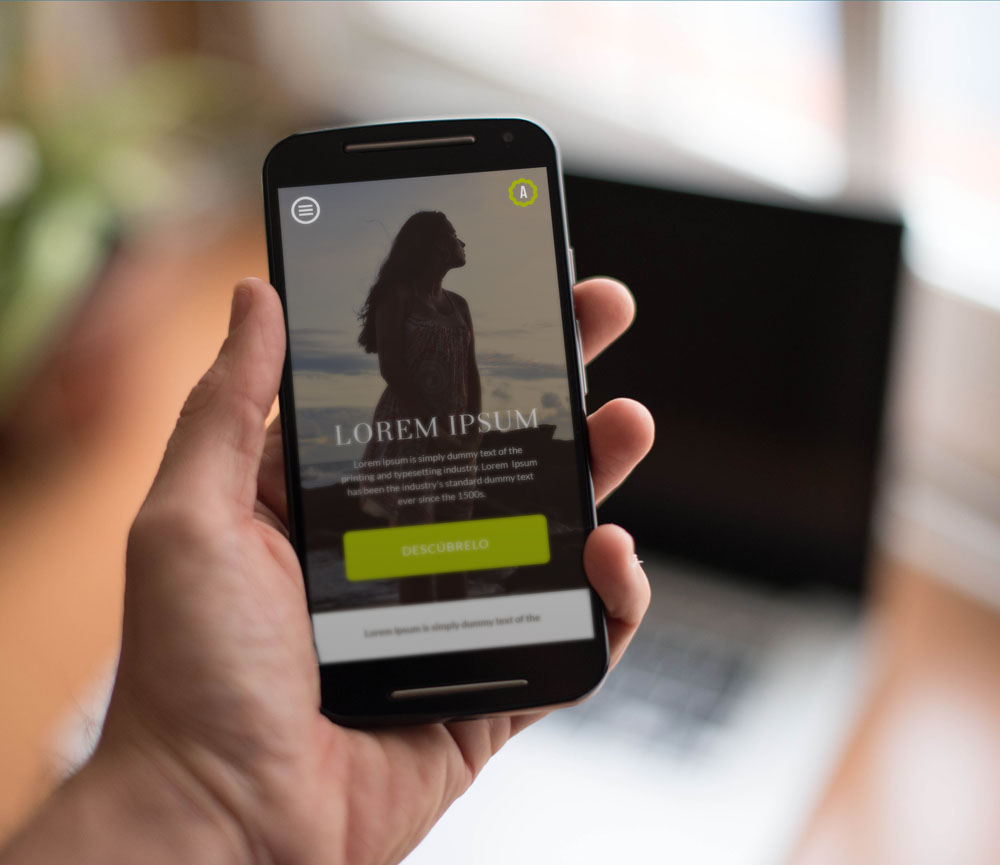 A
LOREM IPSUM
Lorem Ipsum is simply dummy text of the
printing and typesetting industry. Lorem Ipsum
has been the industry's standard dummy text
ever since the 1500s.
DESCÚBRELO
Lorem Ipsum is simply dummy text of the